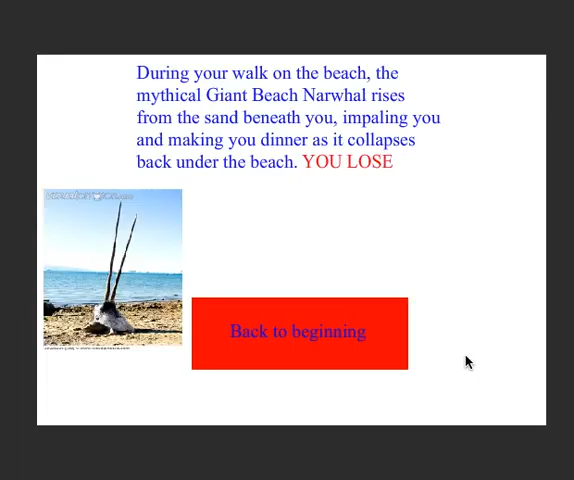 During your walk on the beach, the
mythical Giant Beach Narwhal rises
from the sand beneath you, impaling you
and making you dinner as it collapses
back under the beach. YOU LOSE
Back to beginning